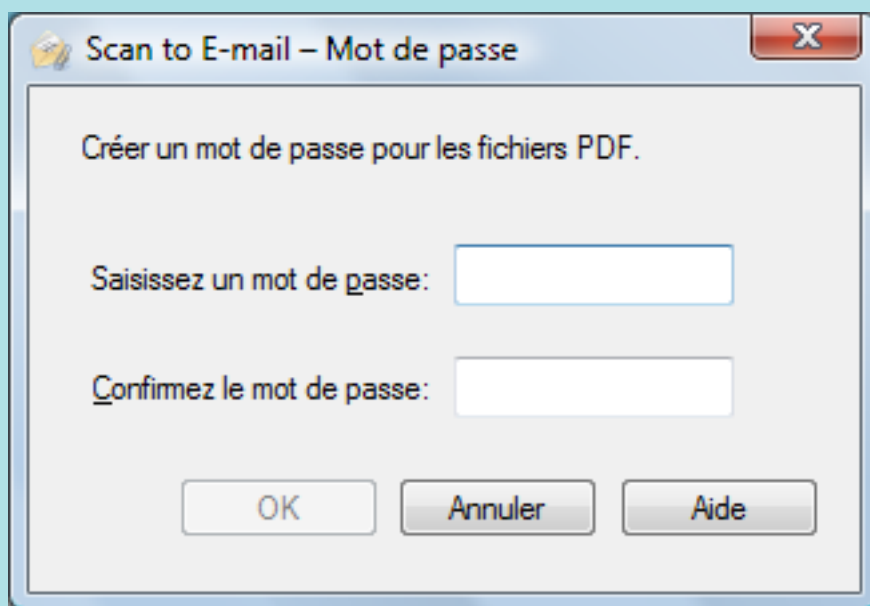 Scan to E-mail – Mot de passe
Créer un mot de passe pour les fichiers PDF.
Saisissez un mot de passe:
Confirmez le mot de passe:
OK Annuler Aide